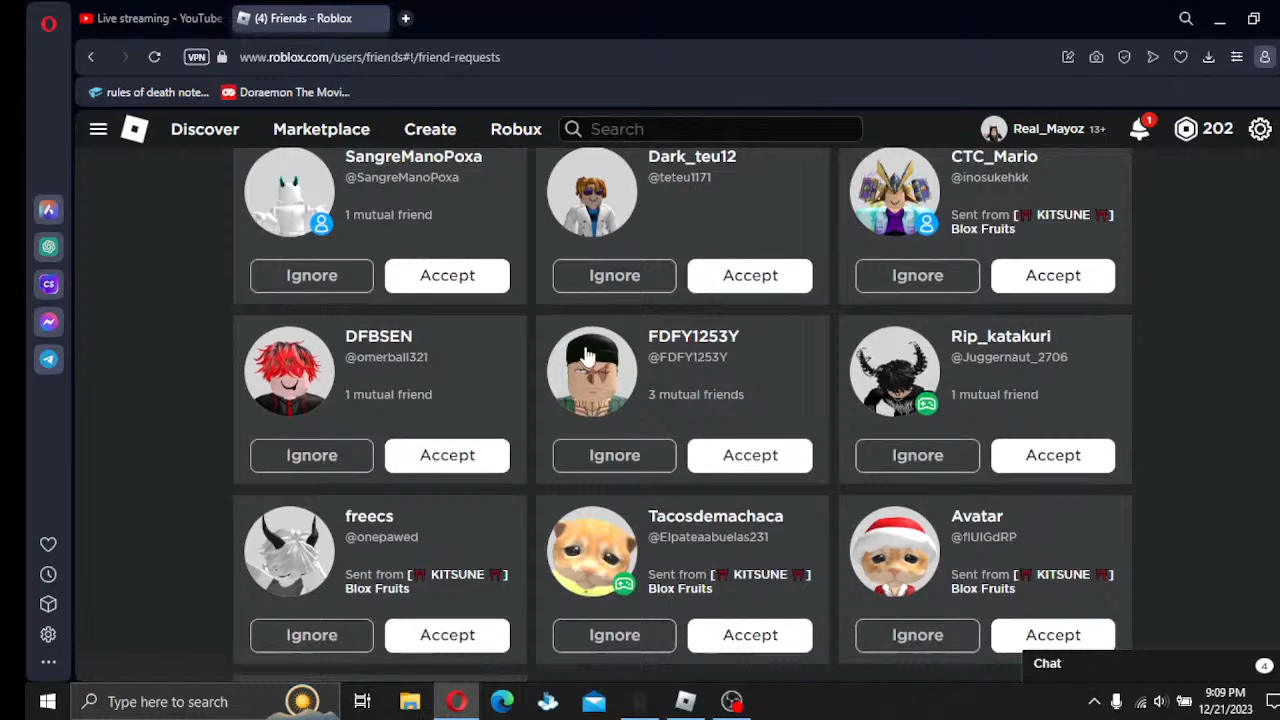 Live streaming - YouTube
(4) Friends - Roblox
VPN
www.roblox.com/users/friends#!/friend-requests
rules of death note...
Doraemon The Movi...
Discover
Marketplace
Create
Robux
Search
Real_Mayoz 13+
1
202
SangreManoPoxa
@SangreManoPoxa
1 mutual friend
Ignore
Accept
Dark_teu12
@teteu1171
Ignore
Accept
CTC_Mario
@inosukehkk
Sent from [⛩️ KITSUNE ⛩️]
Blox Fruits
Ignore
Accept
DFBSEN
@omerball321
1 mutual friend
Ignore
Accept
FDFY1253Y
@FDFY1253Y
3 mutual friends
Ignore
Accept
Rip_katakuri
@Juggernaut_2706
1 mutual friend
Ignore
Accept
freecs
@onepawed
Sent from [⛩️ KITSUNE ⛩️]
Blox Fruits
Ignore
Accept
Tacosdemachaca
@Elpateaabuelas231
Sent from [⛩️ KITSUNE ⛩️]
Blox Fruits
Ignore
Accept
Avatar
Sent from [⛩️ KITSUNE ⛩️]
Blox Fruits
Ignore
Accept
CS
Chat
4
Type here to search
9:09 PM
12/21/2023